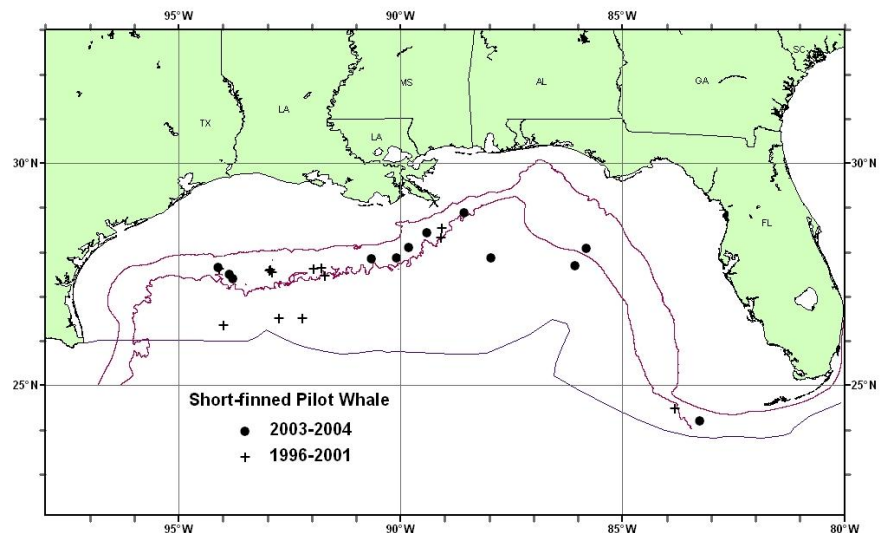 95°W 90°W 85°W
SC
MS AL GA
TX LA
LA
30°N 30°N
FL
25°N 25°N
Short-finned Pilot Whale
2003-2004
1996-2001
95°W 90°W 85°W 80°W